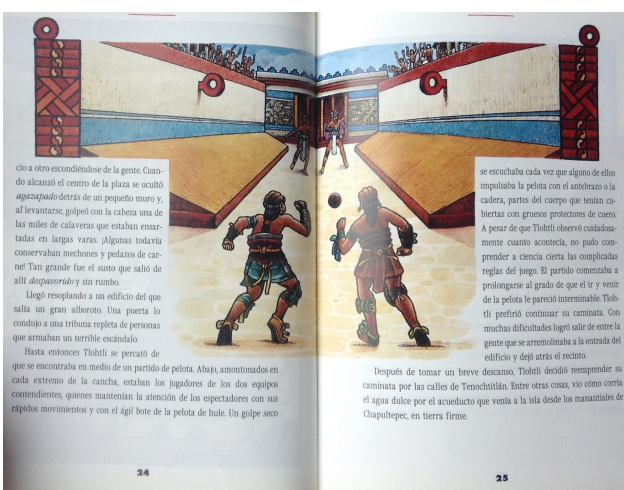 cio a otro escondiéndose de la gente. Cuan-
do alcanzó el centro de la plaza se ocultó
agazapado detrás de un pequeño muro y,
al levantarse, golpeó con la cabeza una de
las miles de calaveras que estaban ensar-
tadas en largas varas. ¡Algunas todavía
conservaban mechones y pedazos de car-
ne! Tan grande fue el susto que salió de
allí despavorido y sin rumbo.
Llegó resoplando a un edificio del que
salía un gran alboroto. Una puerta lo
condujo a una tribuna repleta de personas
que armaban un terrible escándalo.
Hasta entonces Tlohtli se percató de
que se encontraba en medio de un partido de pelota. Abajo, amontonados en
cada extremo de la cancha, estaban los jugadores de los dos equipos
contendientes, quienes mantenían la atención de los espectadores con sus
rápidos movimientos y con el ágil bote de la pelota de hule. Un golpe seco
24
se escuchaba cada vez que alguno de ellos
impulsaba la pelota con el antebrazo o la
cadera, partes del cuerpo que tenían cu-
biertas con gruesos protectores de cuero.
A pesar de que Tlohtli observó cuidadosa-
mente cuanto acontecía, no pudo com-
prender a ciencia cierta las complicadas
reglas del juego. El partido comenzaba a
prolongarse al grado de que el ir y venir
de la pelota le pareció interminable. Tloh-
tli prefirió continuar su caminata. Con
muchas dificultades logró salir de entre la
gente que se arremolinaba a la entrada del
edificio y dejó atrás el recinto.
Después de tomar un breve descanso, Tlohtli decidió reemprender su
caminata por las calles de Tenochtitlán. Entre otras cosas, vio cómo corría
el agua dulce por el acueducto que venía a la isla desde los manantiales de
Chapultepec, en tierra firme.
25